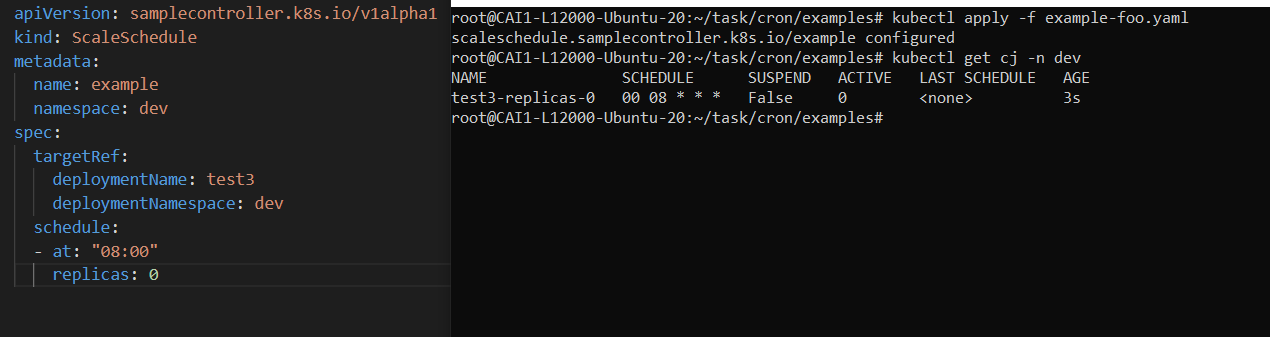 apiVersion: samplecontroller.k8s.io/v1alpha1
kind: ScaleSchedule
metadata:
  name: example
  namespace: dev
spec:
  targetRef:
    deploymentName: test3
    deploymentNamespace: dev
  schedule:
  - at: "08:00"
    replicas: 0
root@CAI1-L12000-Ubuntu-20:~/task/cron/examples# kubectl apply -f example-foo.yaml
scaleschedule.samplecontroller.k8s.io/example configured
root@CAI1-L12000-Ubuntu-20:~/task/cron/examples# kubectl get cj -n dev
NAME               SCHEDULE       SUSPEND   ACTIVE   LAST SCHEDULE   AGE
test3-replicas-0   00 08 * * *   False     0        <none>          3s
root@CAI1-L12000-Ubuntu-20:~/task/cron/examples#